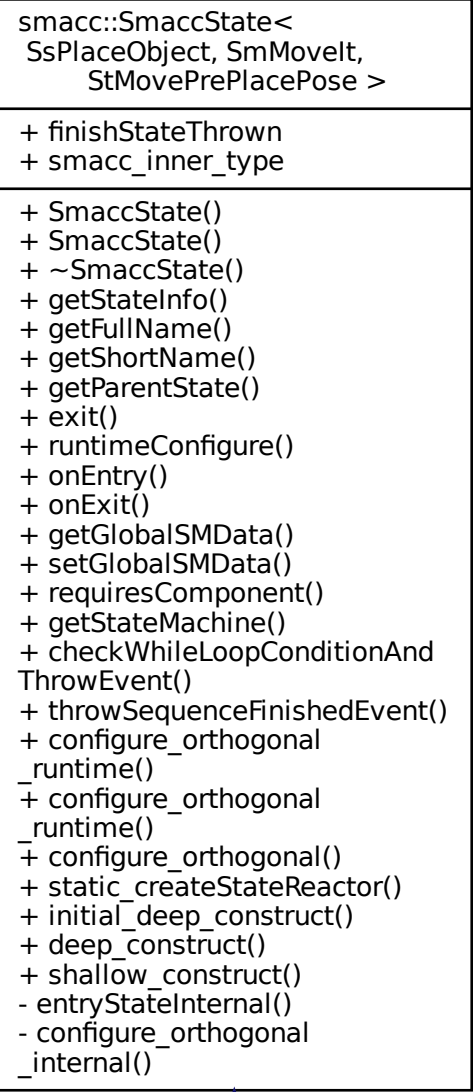 smacc::SmaccState<
SsPlaceObject, SmMoveIt,
StMovePrePlacePose >
+ finishStateThrown
+ smacc_inner_type
+ SmaccState()
+ SmaccState()
+ ~SmaccState()
+ getStateInfo()
+ getFullName()
+ getShortName()
+ getParentState()
+ exit()
+ runtimeConfigure()
+ onEntry()
+ onExit()
+ getGlobalSMData()
+ setGlobalSMData()
+ requiresComponent()
+ getStateMachine()
+ checkWhileLoopConditionAnd
ThrowEvent()
+ throwSequenceFinishedEvent()
+ configure_orthogonal
_runtime()
+ configure_orthogonal
_runtime()
+ configure_orthogonal()
+ static_createStateReactor()
+ initial_deep_construct()
+ deep_construct()
+ shallow_construct()
- entryStateInternal()
- configure_orthogonal
_internal()